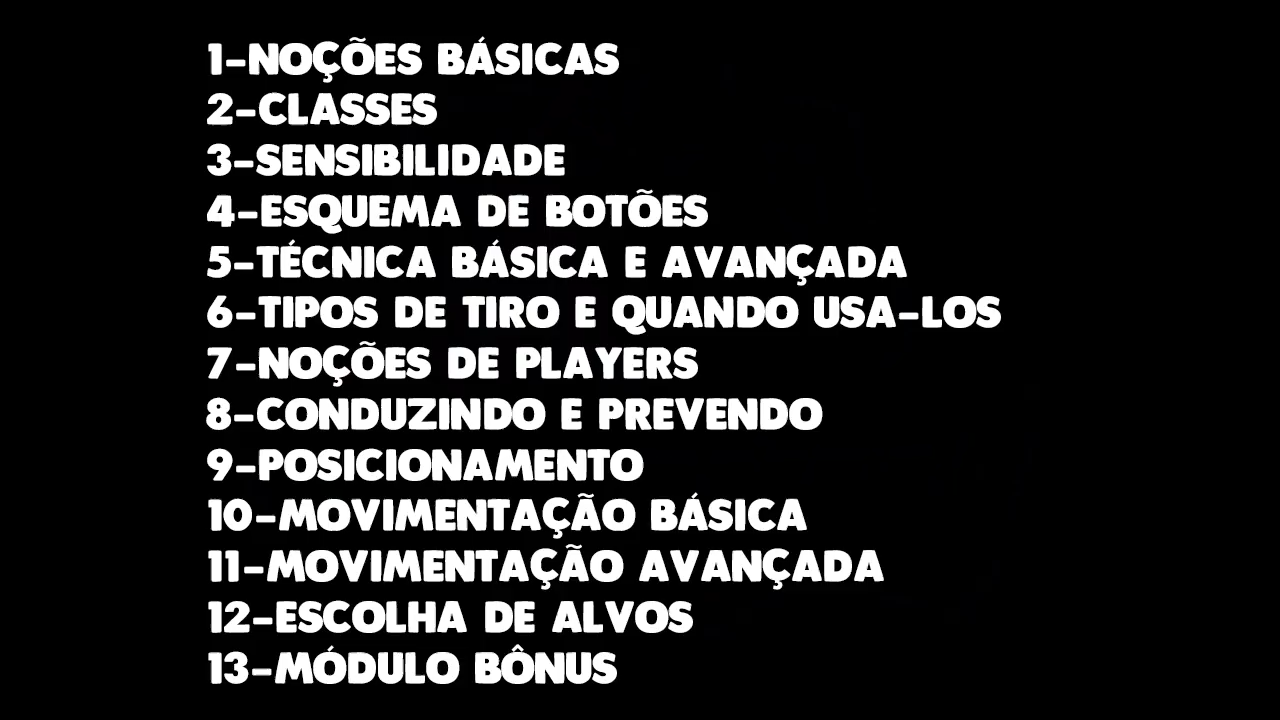 1-NOÇÕES BÁSICAS
2-CLASSES
3-SENSIBILIDADE
4-ESQUEMA DE BOTÕES
5-TÉCNICA BÁSICA E AVANÇADA
6-TIPOS DE TIRO E QUANDO USA-LOS
7-NOÇÕES DE PLAYERS
8-CONDUZINDO E PREVENDO
9-POSICIONAMENTO
10-MOVIMENTAÇÃO BÁSICA
11-MOVIMENTAÇÃO AVANÇADA
12-ESCOLHA DE ALVOS
13-MÓDULO BÔNUS